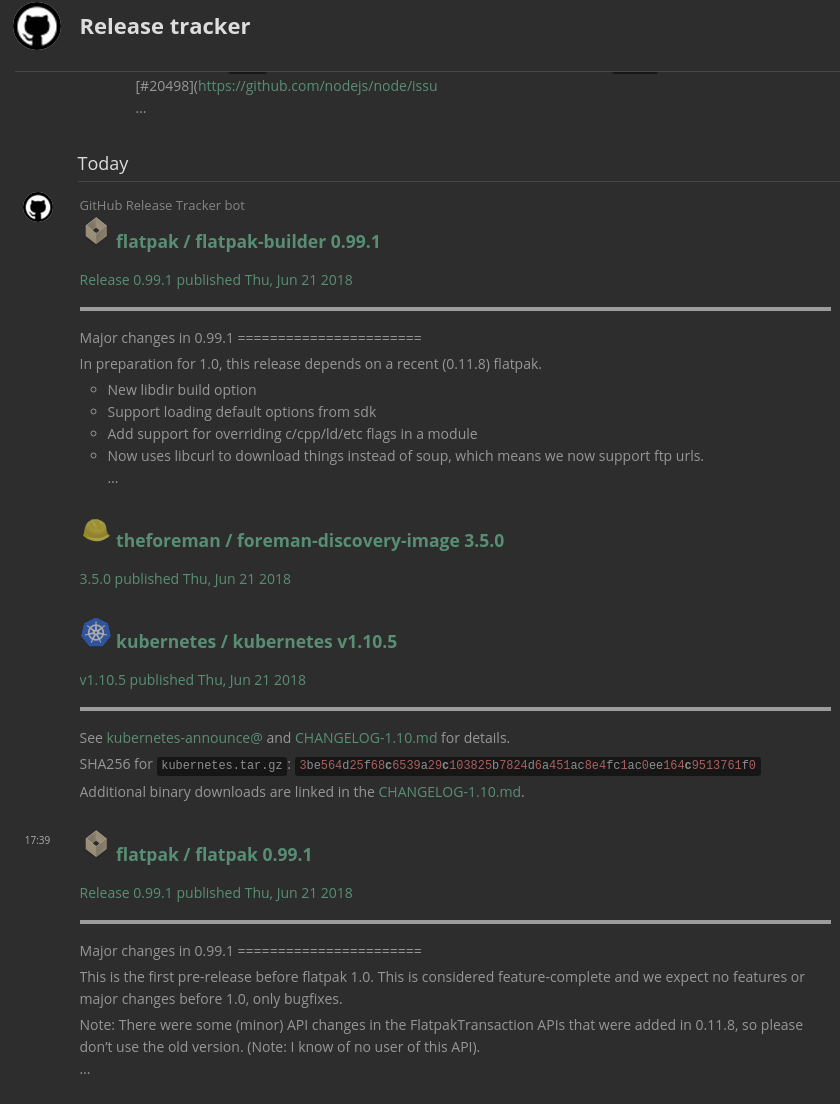 Release tracker
[#20498](https://github.com/nodejs/node/issu
...
Today
GitHub Release Tracker bot
flatpak / flatpak-builder 0.99.1
Release 0.99.1 published Thu, Jun 21 2018
Major changes in 0.99.1 =======================
In preparation for 1.0, this release depends on a recent (0.11.8) flatpak.
New libdir build option
Support loading default options from sdk
Add support for overriding c/cpp/ld/etc flags in a module
Now uses libcurl to download things instead of soup, which means we now support ftp urls.
...
theforeman / foreman-discovery-image 3.5.0
3.5.0 published Thu, Jun 21 2018
kubernetes / kubernetes v1.10.5
v1.10.5 published Thu, Jun 21 2018
See kubernetes-announce@ and CHANGELOG-1.10.md for details.
SHA256 for kubernetes.tar.gz: 3be564d25f68c6539a29c103825b7824d6a451ac8e4fc1ac0ee164c9513761f0
Additional binary downloads are linked in the CHANGELOG-1.10.md.
17:39
flatpak / flatpak 0.99.1
Release 0.99.1 published Thu, Jun 21 2018
Major changes in 0.99.1 =======================
This is the first pre-release before flatpak 1.0. This is considered feature-complete and we expect no features or
major changes before 1.0, only bugfixes.
Note: There were some (minor) API changes in the FlatpakTransaction APIs that were added in 0.11.8, so please
don’t use the old version. (Note: I know of no user of this API).
...